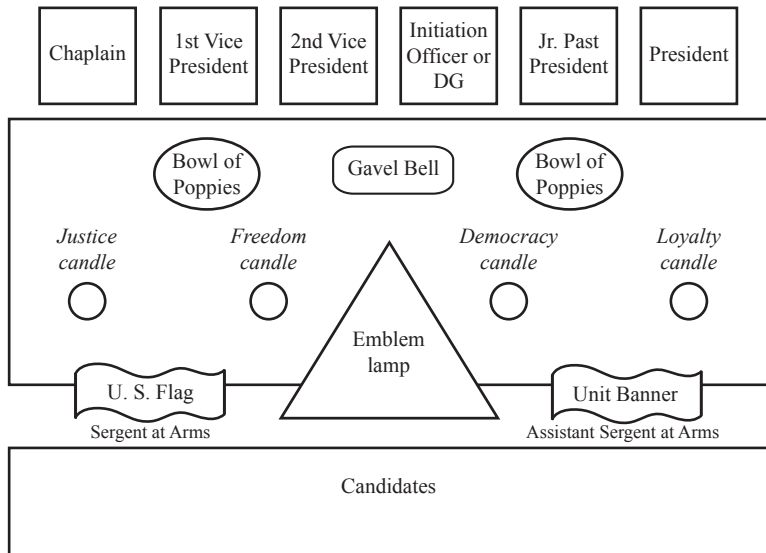 Chaplain
1st Vice
President
2nd Vice
President
Initiation
Officer or
DG
Jr. Past
President
President
Bowl of
Poppies
Gavel Bell
Bowl of
Poppies
Justice
candle
Freedom
candle
Democracy
candle
Loyalty
candle
Emblem
lamp
U. S. Flag
Unit Banner
Sergent at Arms
Assistant Sergent at Arms
Candidates